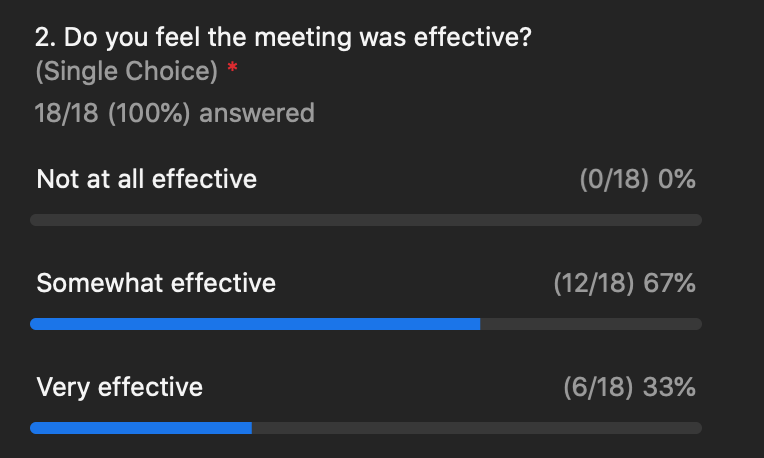 2. Do you feel the meeting was effective?
(Single Choice) *
18/18 (100%) answered
Not at all effective (0/18) 0%
Somewhat effective (12/18) 67%
Very effective (6/18) 33%